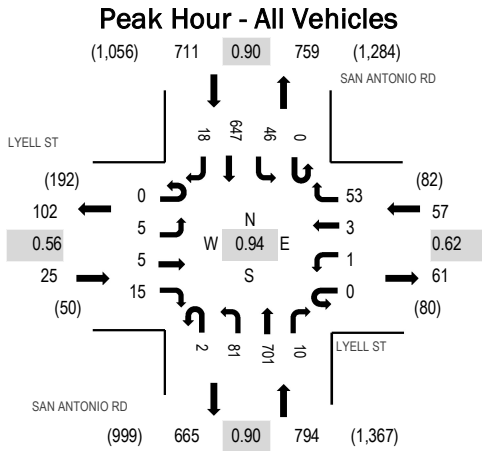 Peak Hour - All Vehicles
(1,056) 711 0.90 759 (1,284)
SAN ANTONIO RD
18 647 46 0
LYELL ST
(192) 0 53 (82)
102 57
5 N 3
0.56 W 0.94 E 0.62
5 S 1
25 61
(50) 15 0 (80)
2 81 701 10
LYELL ST
SAN ANTONIO RD
(999) 665 0.90 794 (1,367)